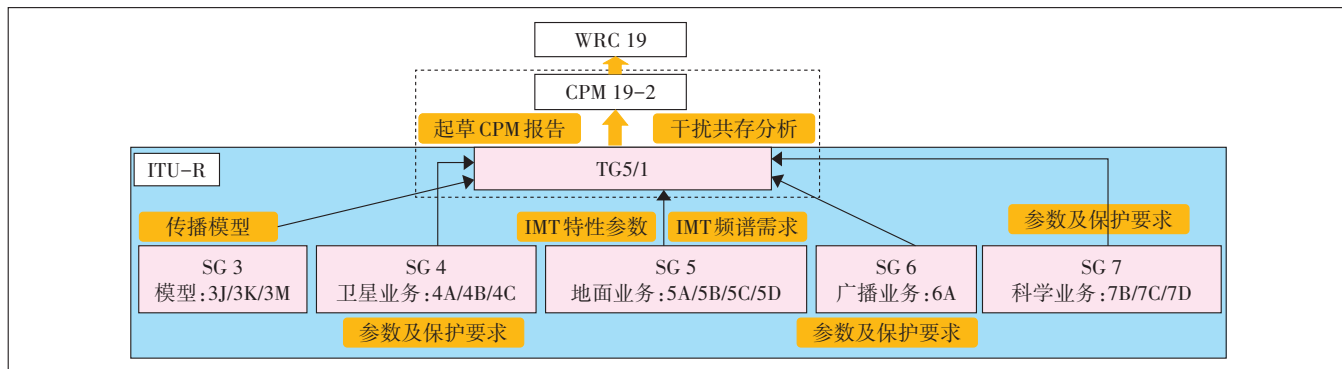 WRC 19
CPM 19-2
起草CPM报告
干扰共存分析
ITU-R
TG5/1
传播模型
IMT特性参数
IMT频谱需求
参数及保护要求
SG 3
模型:3J/3K/3M
SG 4
卫星业务:4A/4B/4C
SG 5
地面业务:5A/5B/5C/5D
SG 6
广播业务:6A
SG 7
科学业务:7B/7C/7D
参数及保护要求
参数及保护要求